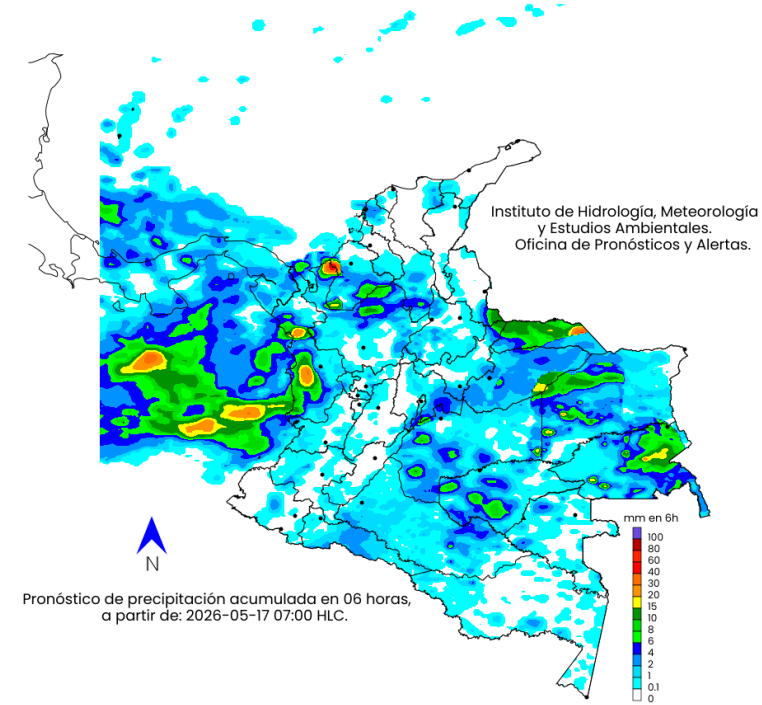 Instituto de Hidrología, Meteorología
y Estudios Ambientales.
Oficina de Pronósticos y Alertas.
mm en 6h
100
80
60
40
30
20
15
10
8
6
4
2
1
0.1
0
N
Pronóstico de precipitación acumulada en 06 horas,
a partir de: 2026-05-17 07:00 HLC.